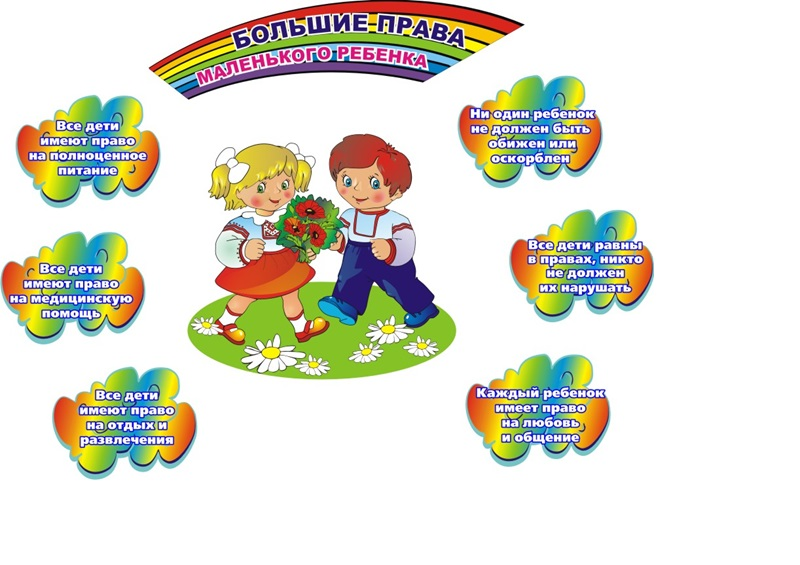 БОЛЬШИЕ ПРАВА
МАЛЕНЬКОГО РЕБЕНКА
Все дети
имеют право
на полноценное
питание
Все дети
имеют право
на медицинскую
помощь
Все дети
имеют право
на отдых и
развлечения
Ни один ребенок
не должен быть
обижен или
оскорблен
Все дети равны
в правах, никто
не должен
их нарушать
Каждый ребенок
имеет право
на любовь
и общение